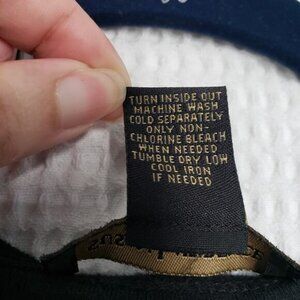 TURN INSIDE OUT
MACHINE WASH
COLD SEPARATELY
ONLY NON-
CHLORINE BLEACH
WHEN NEEDED
TUMBLE DRY LOW
COOL IRON
IF NEEDED